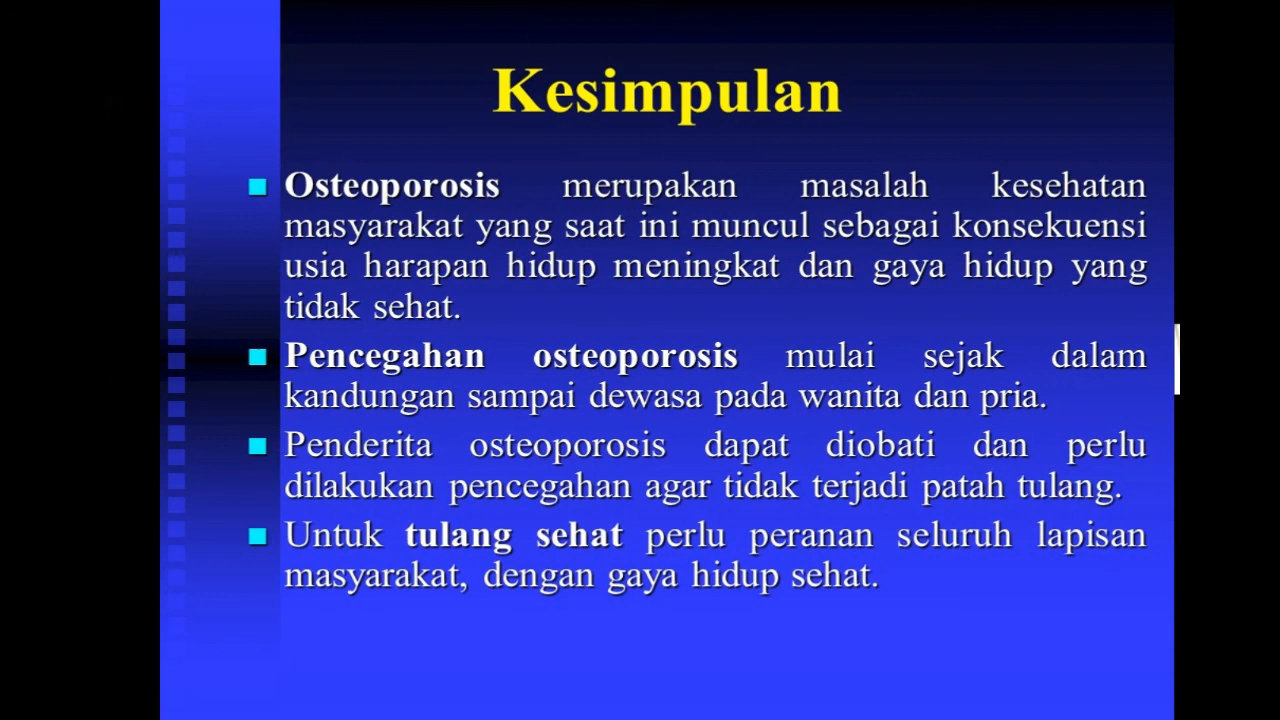 Kesimpulan
Osteoporosis merupakan masalah kesehatan
masyarakat yang saat ini muncul sebagai konsekuensi
usia harapan hidup meningkat dan gaya hidup yang
tidak sehat.
Pencegahan osteoporosis mulai sejak dalam
kandungan sampai dewasa pada wanita dan pria.
Penderita osteoporosis dapat diobati dan perlu
dilakukan pencegahan agar tidak terjadi patah tulang.
Untuk tulang sehat perlu peranan seluruh lapisan
masyarakat, dengan gaya hidup sehat.